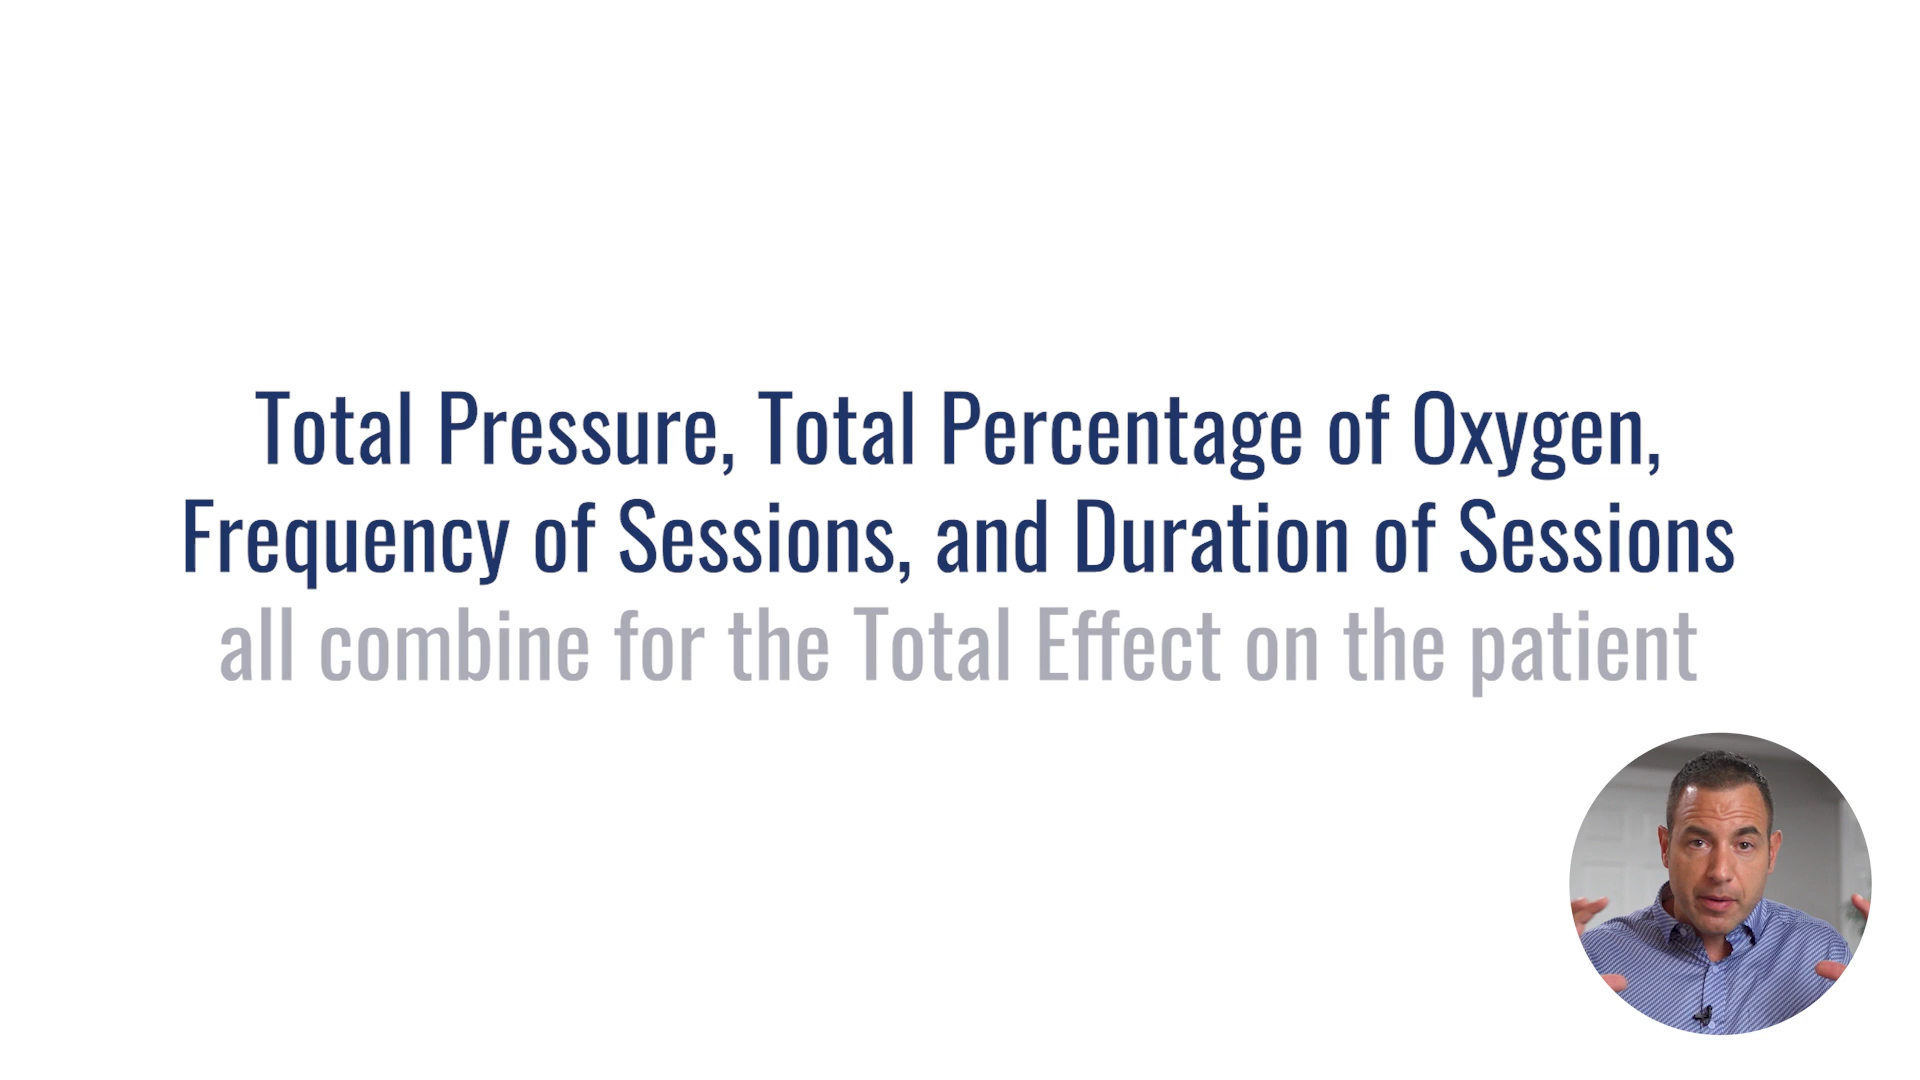 Total Pressure, Total Percentage of Oxygen,
Frequency of Sessions, and Duration of Sessions
all combine for the Total Effect on the patient